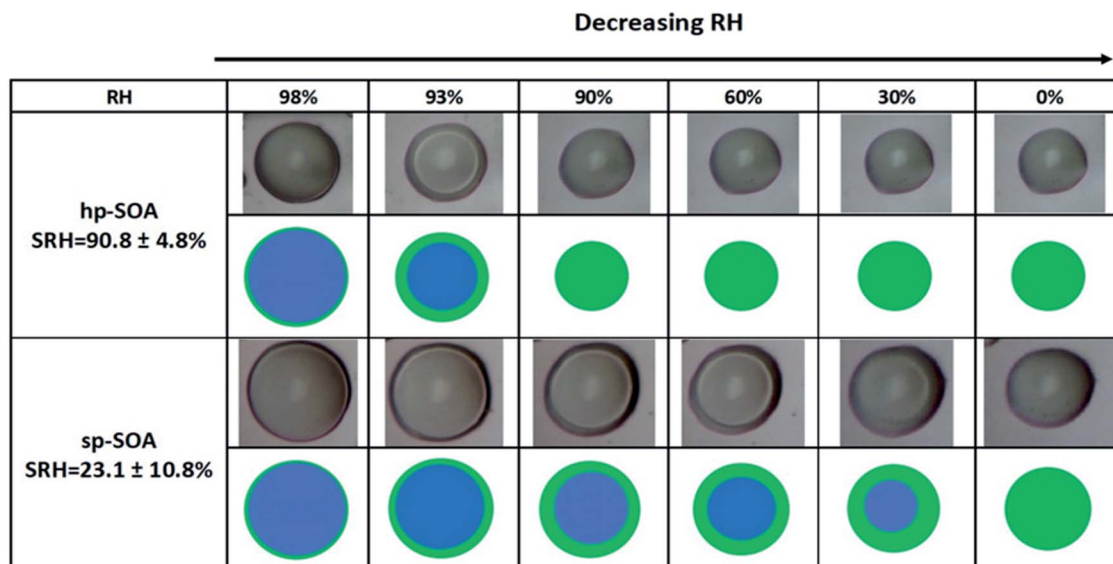 Decreasing RH
RH 98% 93% 90% 60% 30% 0%
hp-SOA
SRH=90.8 ± 4.8%
sp-SOA
SRH=23.1 ± 10.8%